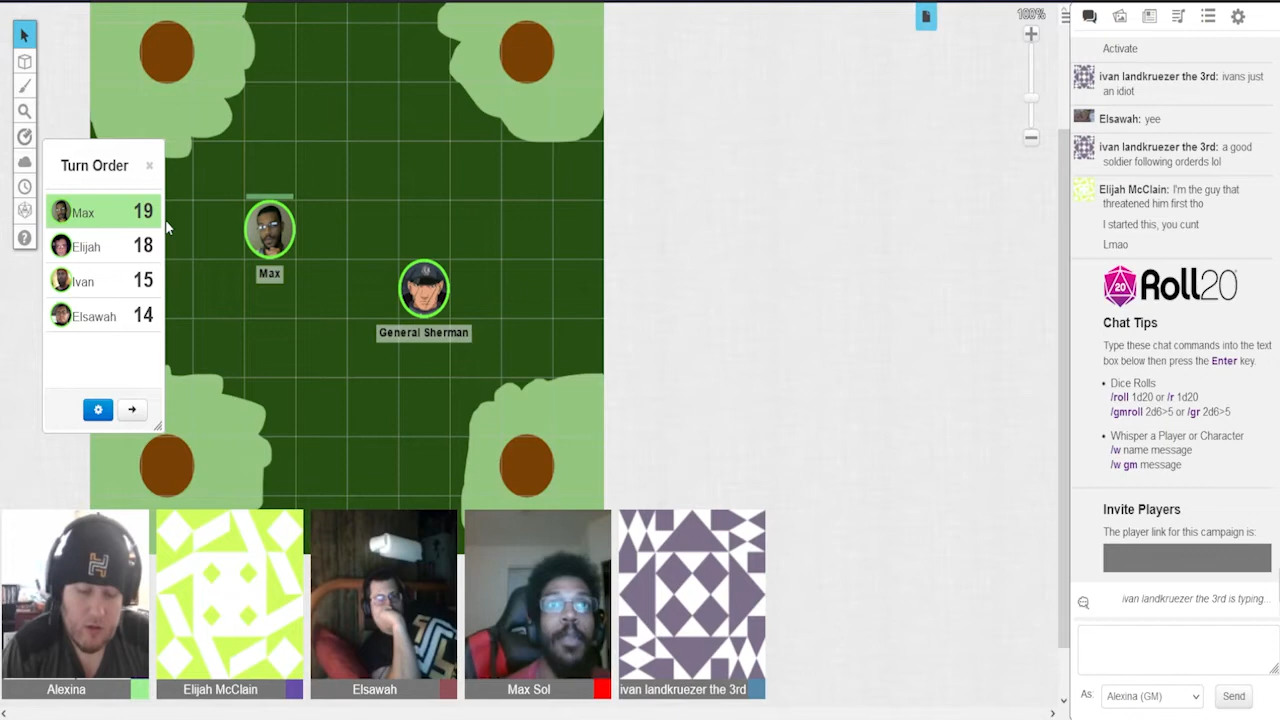 100%
Turn Order ×
Max 19
Elijah 18
Ivan 15
Elsawah 14
Max
General Sherman
Alexina
Elijah McClain
Elsawah
Max Sol
ivan landkruezer the 3rd
Activate
ivan landkruezer the 3rd: ivans just
an idiot
Elsawah: yee
ivan landkruezer the 3rd: a good
soldier following orderds lol
Elijah McClain: I'm the guy that
threatened him first tho
I started this, you cunt
Lmao
20 Roll20
Chat Tips
Type these chat commands into the text
box below then press the Enter key.
• Dice Rolls
/roll 1d20 or /r 1d20
/gmroll 2d6>5 or /gr 2d6>5
• Whisper a Player or Character
/w name message
/w gm message
Invite Players
The player link for this campaign is:
ivan landkruezer the 3rd is typing...
As: Alexina (GM) Send